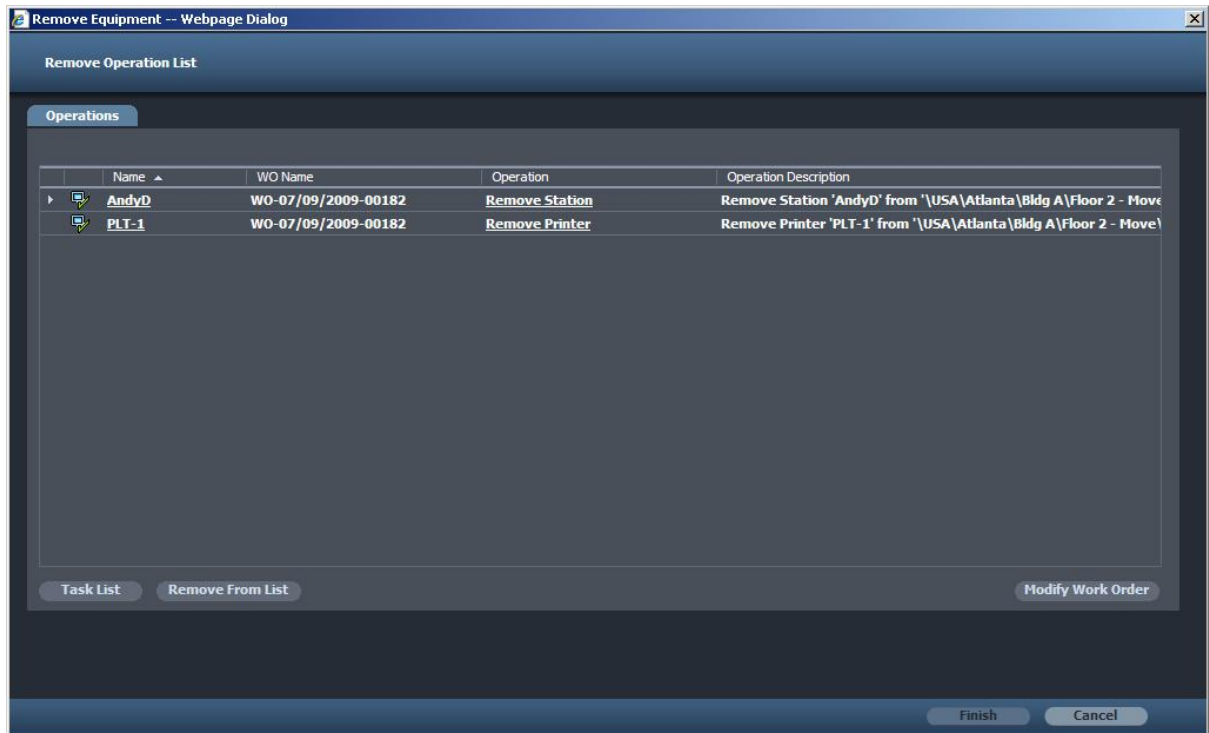 Remove Equipment -- Webpage Dialog
Remove Operation List
Operations
Name WO Name Operation Operation Description
AndyD WO-07/09/2009-00182 Remove Station Remove Station 'AndyD' from '\USA\Atlanta\Bldg A\Floor 2 - Move
PLT-1 WO-07/09/2009-00182 Remove Printer Remove Printer 'PLT-1' from '\USA\Atlanta\Bldg A\Floor 2 - Move\
Task List Remove From List Modify Work Order
Finish Cancel